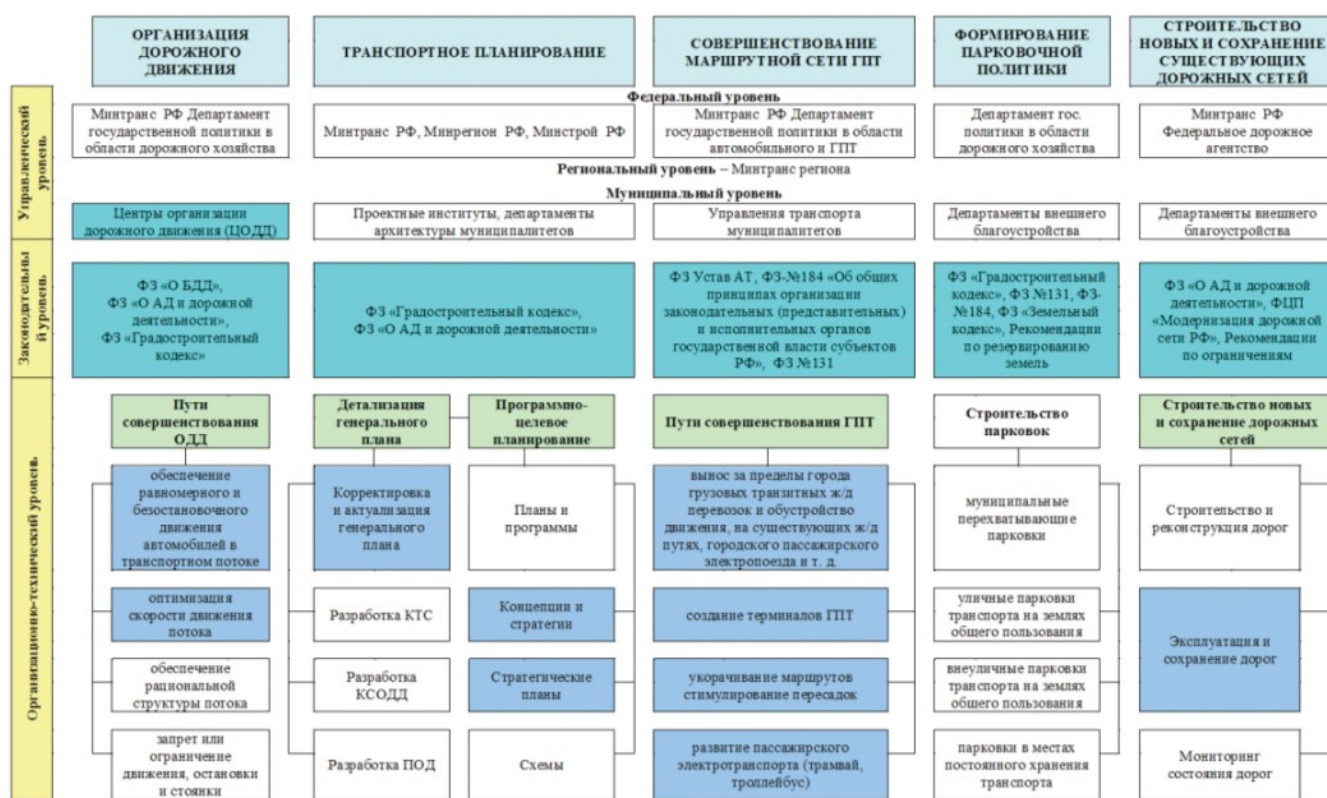 ОРГАНИЗАЦИЯ
ДОРОЖНОГО
ДВИЖЕНИЯ
ТРАНСПОРТНОЕ ПЛАНИРОВАНИЕ
СОВЕРШЕНСТВОВАНИЕ
МАРШРУТНОЙ СЕТИ ГПТ
ФОРМИРОВАНИЕ
ПАРКОВОЧНОЙ
ПОЛИТИКИ
СТРОИТЕЛЬСТВО
НОВЫХ И СОХРАНЕНИЕ
СУЩЕСТВУЮЩИХ
ДОРОЖНЫХ СЕТЕЙ
Управленческий
уровень
Федеральный уровень
Минтранс РФ Департамент
государственной политики в
области дорожного хозяйства
Минтранс РФ, Минрегион РФ, Минстрой РФ
Минтранс РФ Департамент
государственной политики в области
автомобильного и ГПТ
Департамент гос.
политики в области
дорожного хозяйства
Минтранс РФ
Федеральное дорожное
агентство
Региональный уровень – Минтранс региона
Муниципальный уровень
Центры организации
дорожного движения (ЦОДД)
Проектные институты, департаменты
архитектуры муниципалитетов
Управления транспорта
муниципалитетов
Департаменты внешнего
благоустройства
Департаменты внешнего
благоустройства
Законодательны
й уровень
ФЗ «О БДД»,
ФЗ «О АД и дорожной
деятельности»,
ФЗ «Градостроительный
кодекс»
ФЗ «Градостроительный кодекс»,
ФЗ «О АД и дорожной деятельности»
ФЗ Устав АТ, ФЗ-№184 «Об общих
принципах организации
законодательных (представительных)
и исполнительных органов
государственной власти субъектов
РФ», ФЗ №131
ФЗ «Градостроительный
кодекс», ФЗ №131, ФЗ-
№184, ФЗ «Земельный
кодекс», Рекомендации
по резервированию
земель
ФЗ «О АД и дорожной
деятельности», ФЦП
«Модернизация дорожной
сети РФ», Рекомендации
по ограничениям
Организационно-технический уровень
Пути
совершенствования
ОДД
обеспечение
равномерного и
безостановочного
движения
автомобилей в
транспортном потоке
оптимизация
скорости движения
потока
обеспечение
рациональной
структуры потока
запрет или
ограничение
движения, остановки
и стоянки
Детализация
генерального
плана
Корректировка
и актуализация
генерального
плана
Разработка КТС
Разработка
КСОДД
Разработка ПОД
Программно-
целевое
планирование
Планы и
программы
Концепции и
стратегии
Стратегические
планы
Схемы
Пути совершенствования ГПТ
вынос за пределы города
грузовых транзитных ж/д
перевозок и обустройство
движения, на существующих ж/д
путях, городского пассажирского
электропоезда и т. д.
создание терминалов ГПТ
укорачивание маршрутов
стимулирование пересадок
развитие пассажирского
электротранспорта (трамвай,
троллейбус)
Строительство
парковок
муниципальные
перехватывающие
парковки
уличные парковки
транспорта на землях
общего пользования
внеуличные парковки
транспорта на землях
общего пользования
парковки в местах
постоянного хранения
транспорта
Строительство новых
и сохранение дорожных
сетей
Строительство и
реконструкция дорог
Эксплуатация и
сохранение дорог
Мониторинг
состояния дорог